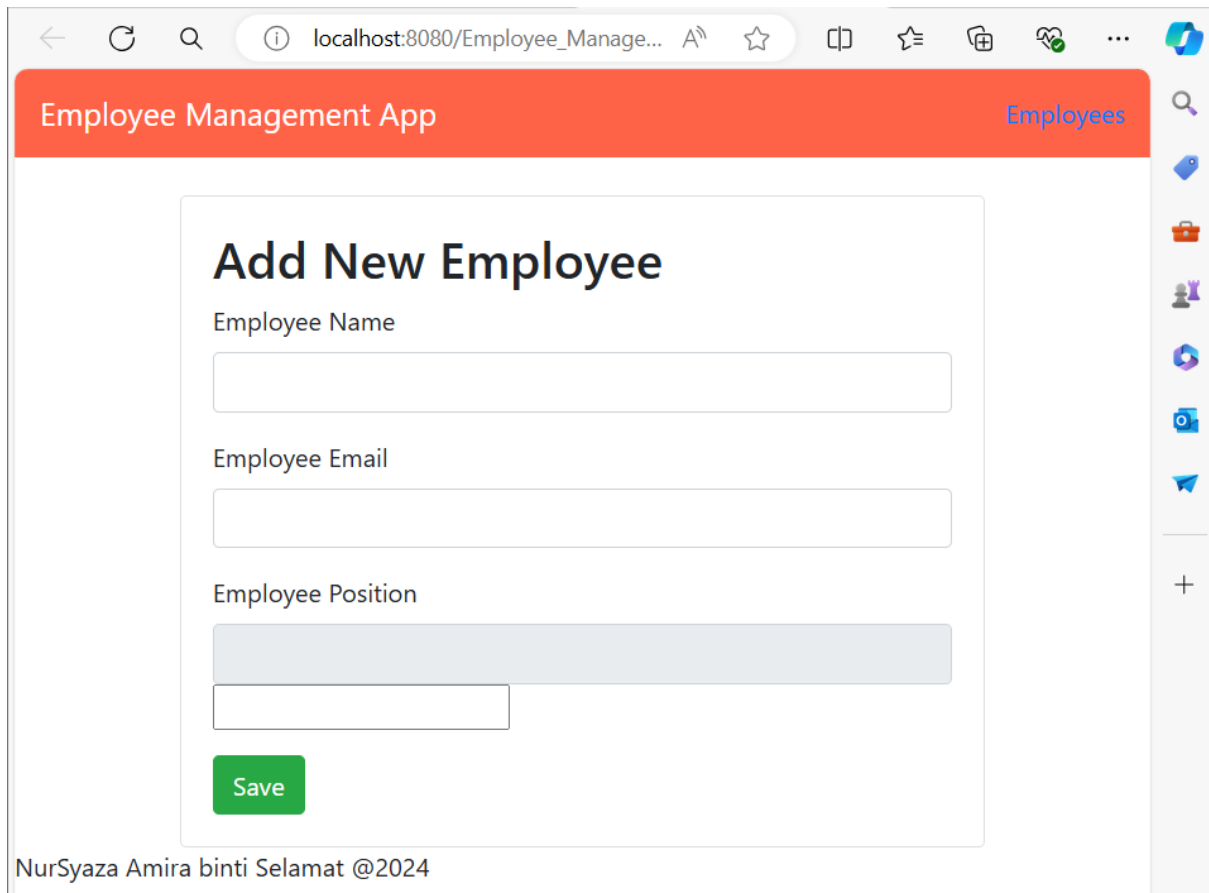 localhost:8080/Employee_Manage...
Employee Management App
Employees
Add New Employee
Employee Name
Employee Email
Employee Position
Save
NurSyaza Amira binti Selamat @2024